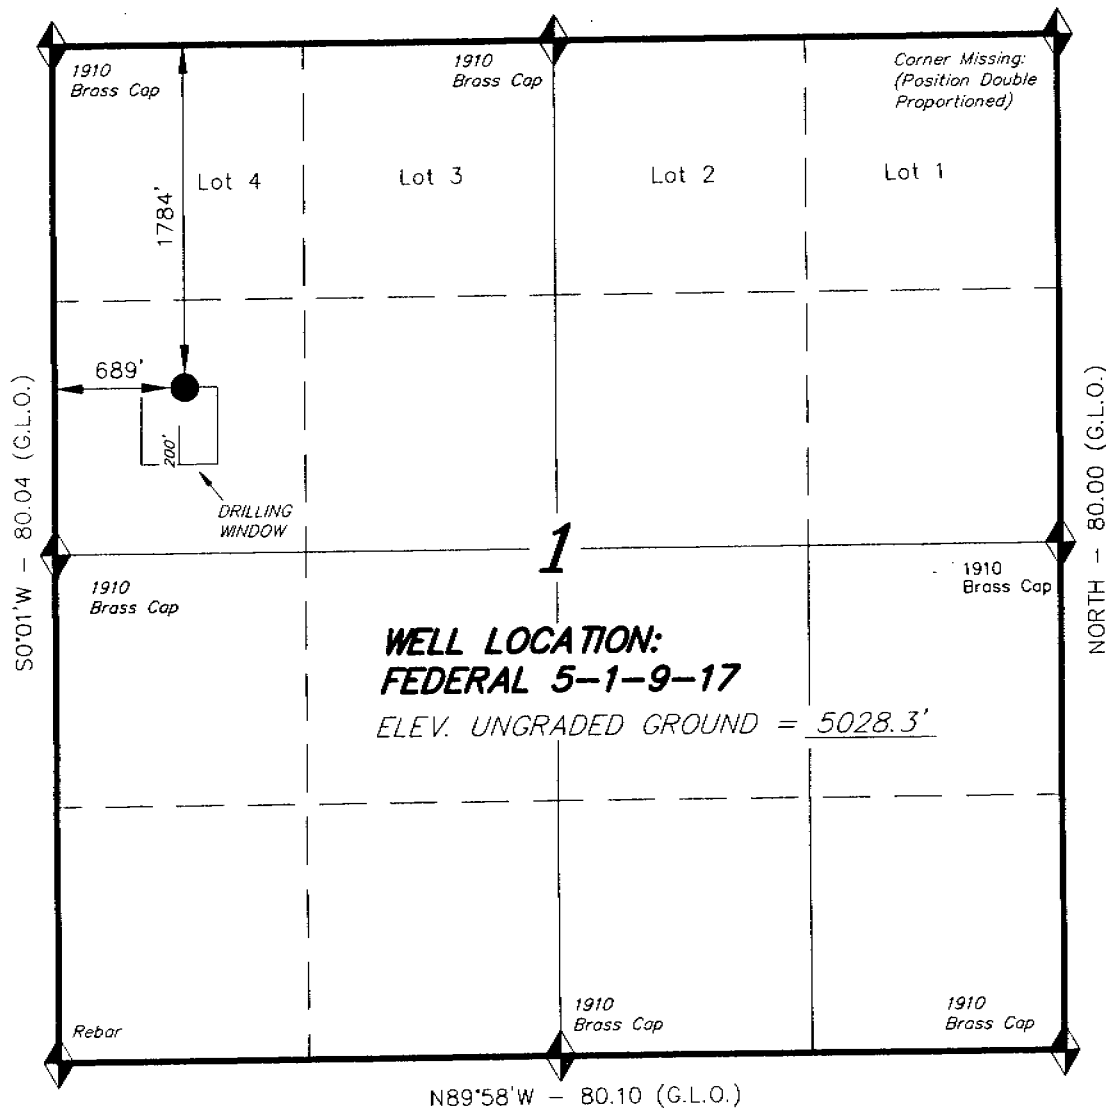 1910
Brass Cap
1910
Brass Cap
Corner Missing:
(Position Double
Proportioned)
Lot 4
Lot 3
Lot 2
Lot 1
1784'
689'
200'
DRILLING
WINDOW
S0°01'W – 80.04 (G.L.O.)
NORTH – 80.00 (G.L.O.)
1
1910
Brass Cap
1910
Brass Cap
WELL LOCATION:
FEDERAL 5–1–9–17
ELEV. UNGRADED GROUND = 5028.3'
Rebar
1910
Brass Cap
1910
Brass Cap
N89°58'W – 80.10 (G.L.O.)